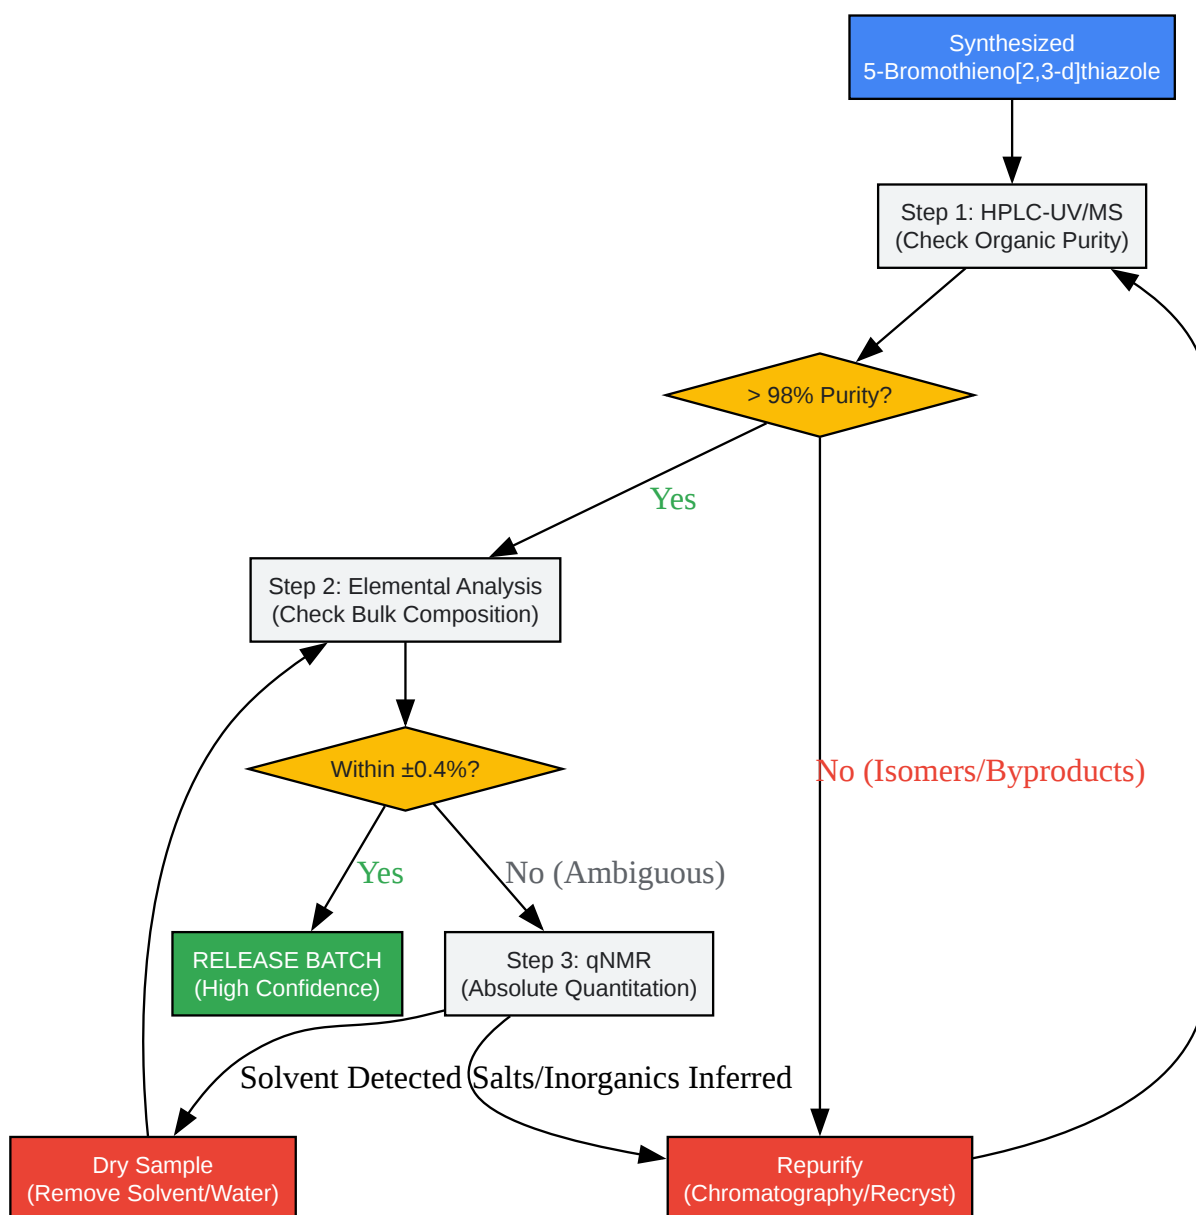 Synthesized
5-Bromothieno[2,3-d]thiazole
Step 1: HPLC-UV/MS
(Check Organic Purity)
> 98% Purity?
Yes
Step 2: Elemental Analysis
(Check Bulk Composition)
Within ±0.4%?
No (Isomers/Byproducts)
Yes
No (Ambiguous)
RELEASE BATCH
(High Confidence)
Step 3: qNMR
(Absolute Quantitation)
Solvent Detected
Salts/Inorganics Inferred
Dry Sample
(Remove Solvent/Water)
Repurify
(Chromatography/Recryst)